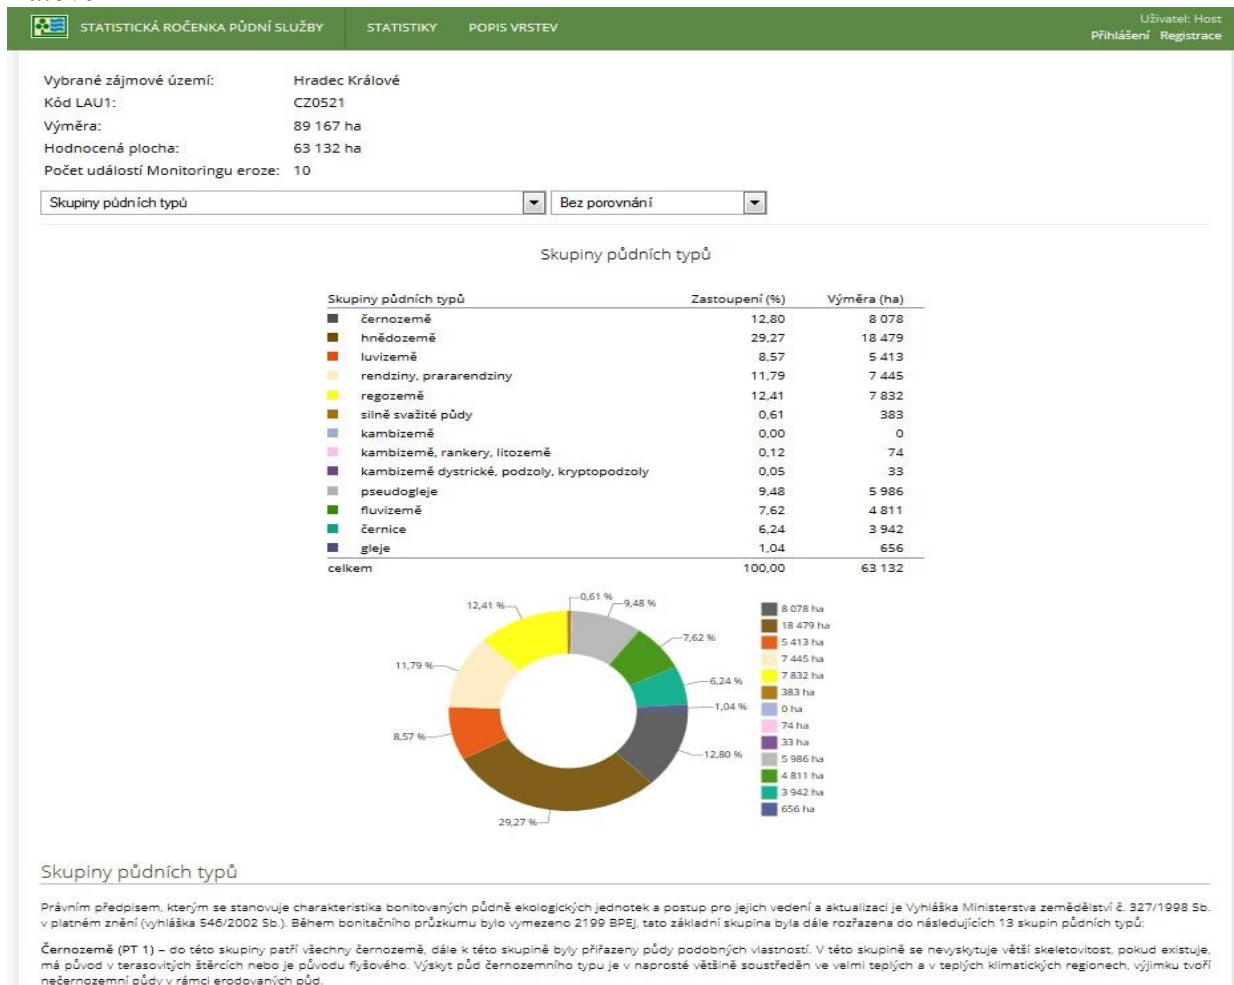 STATISTICKÁ ROČENKA PŮDNÍ SLUŽBY STATISTIKY POPIS VRSTEV
Uživatel: Host
Přihlášení Registrace
Vybrané zájmové území: Hradec Králové
Kód LAU1: CZ0521
Výměra: 89 167 ha
Hodnocená plocha: 63 132 ha
Počet událostí Monitoringu eroze: 10
Skupiny půdních typů Bez porovnání
Skupiny půdních typů
Skupiny půdních typů Zastoupení (%) Výměra (ha)
černozemě 12,80 8 078
hnědozemě 29,27 18 479
luvizemě 8,57 5 413
rendziny, prararendziny 11,79 7 445
regozemě 12,41 7 832
silně svažité půdy 0,61 383
kambizemě 0,00 0
kambizemě, rankery, litozemě 0,12 74
kambizemě dystrické, podzoly, kryptopodzoly 0,05 33
pseudogleje 9,48 5 986
fluvizemě 7,62 4 811
černice 6,24 3 942
gleje 1,04 656
celkem 100,00 63 132
12,41 %
0,61 %
9,48 %
7,62 %
11,79 %
6,24 %
1,04 %
8,57 %
12,80 %
29,27 %
8 078 ha
18 479 ha
5 413 ha
7 445 ha
7 832 ha
383 ha
0 ha
74 ha
33 ha
5 986 ha
4 811 ha
3 942 ha
656 ha
Skupiny půdních typů
Právním předpisem, kterým se stanovuje charakteristika bonitovaných půdně ekologických jednotek a postup pro jejich vedení a aktualizaci je Vyhláška Ministerstva zemědělství č. 327/1998 Sb.
v platném znění (vyhláška 546/2002 Sb.). Během bonitačního průzkumu bylo vymezeno 2199 BPEJ, tato základní skupina byla dále rozřazena do následujících 13 skupin půdních typů:
Černozemě (PT 1) – do této skupiny patří všechny černozemě, dále k této skupině byly přiřazeny půdy podobných vlastností. V této skupině se nevyskytuje větší skeletovitost, pokud existuje,
má původ v terasovitých štěrcích nebo je původu flyšového. Výskyt půd černozemního typu je v naprosté většině soustředěn ve velmi teplých a v teplých klimatických regionech, výjimku tvoří
nečernozemní půdy v rámci erodovaných půd.